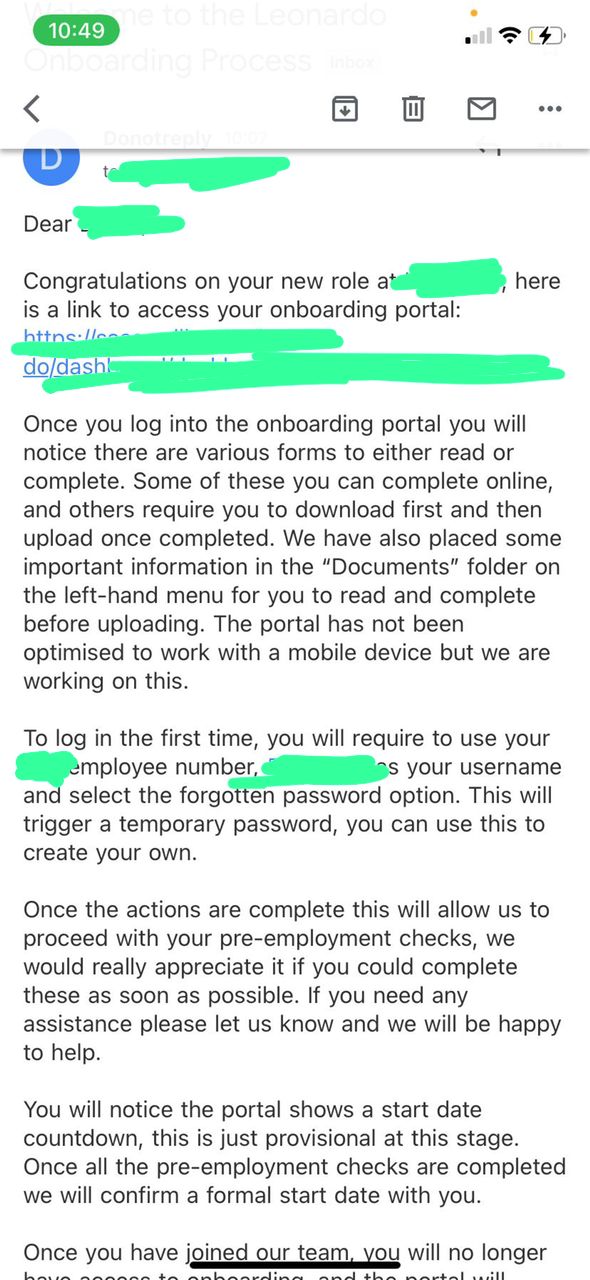 Welcome to the Leonardo
10:49
Onboarding Process Inbox
Donotreply 10:07
D
Dear
Congratulations on your new role at , here
is a link to access your onboarding portal:
https://
do/dash
Once you log into the onboarding portal you will
notice there are various forms to either read or
complete. Some of these you can complete online,
and others require you to download first and then
upload once completed. We have also placed some
important information in the “Documents” folder on
the left-hand menu for you to read and complete
before uploading. The portal has not been
optimised to work with a mobile device but we are
working on this.
To log in the first time, you will require to use your
employee number, as your username
and select the forgotten password option. This will
trigger a temporary password, you can use this to
create your own.
Once the actions are complete this will allow us to
proceed with your pre-employment checks, we
would really appreciate it if you could complete
these as soon as possible. If you need any
assistance please let us know and we will be happy
to help.
You will notice the portal shows a start date
countdown, this is just provisional at this stage.
Once all the pre-employment checks are completed
we will confirm a formal start date with you.
Once you have joined our team, you will no longer
have access to onboarding, and the portal will